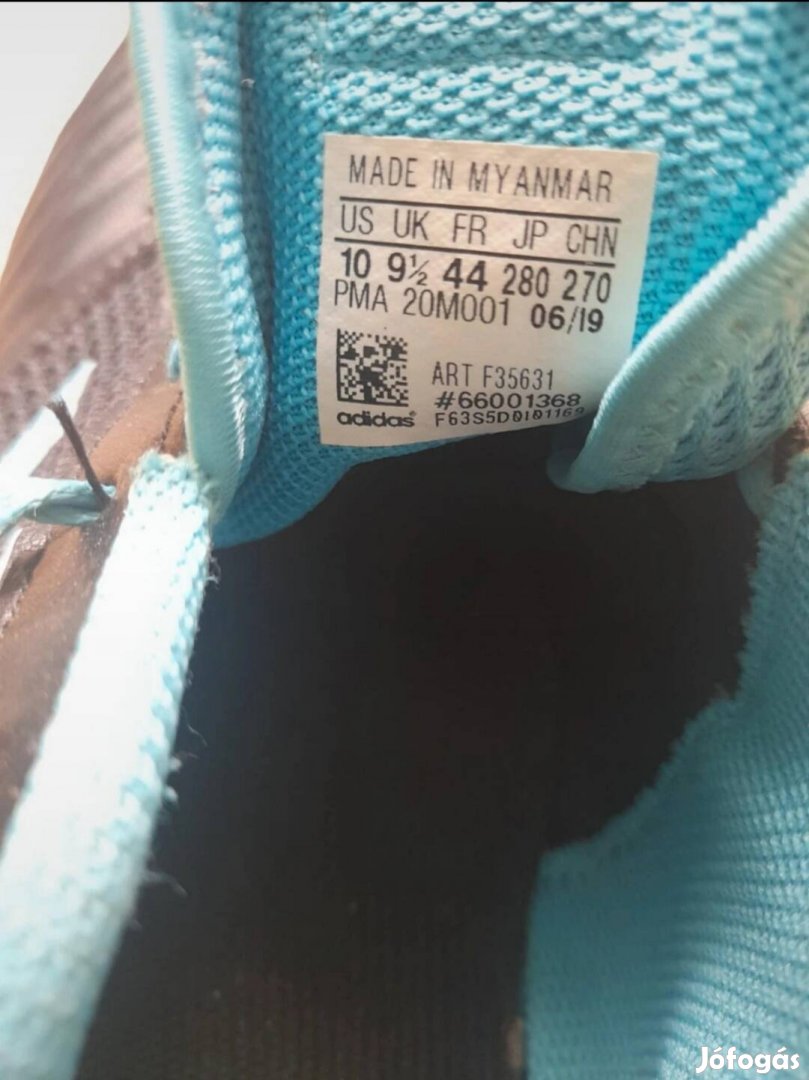 MADE IN MYANMAR
US UK FR JP CHN
10 9½ 44 280 270
PMA 20M001 06/19
ART F35631
#66001368
adidas F63S5D0I01169
Jófogás